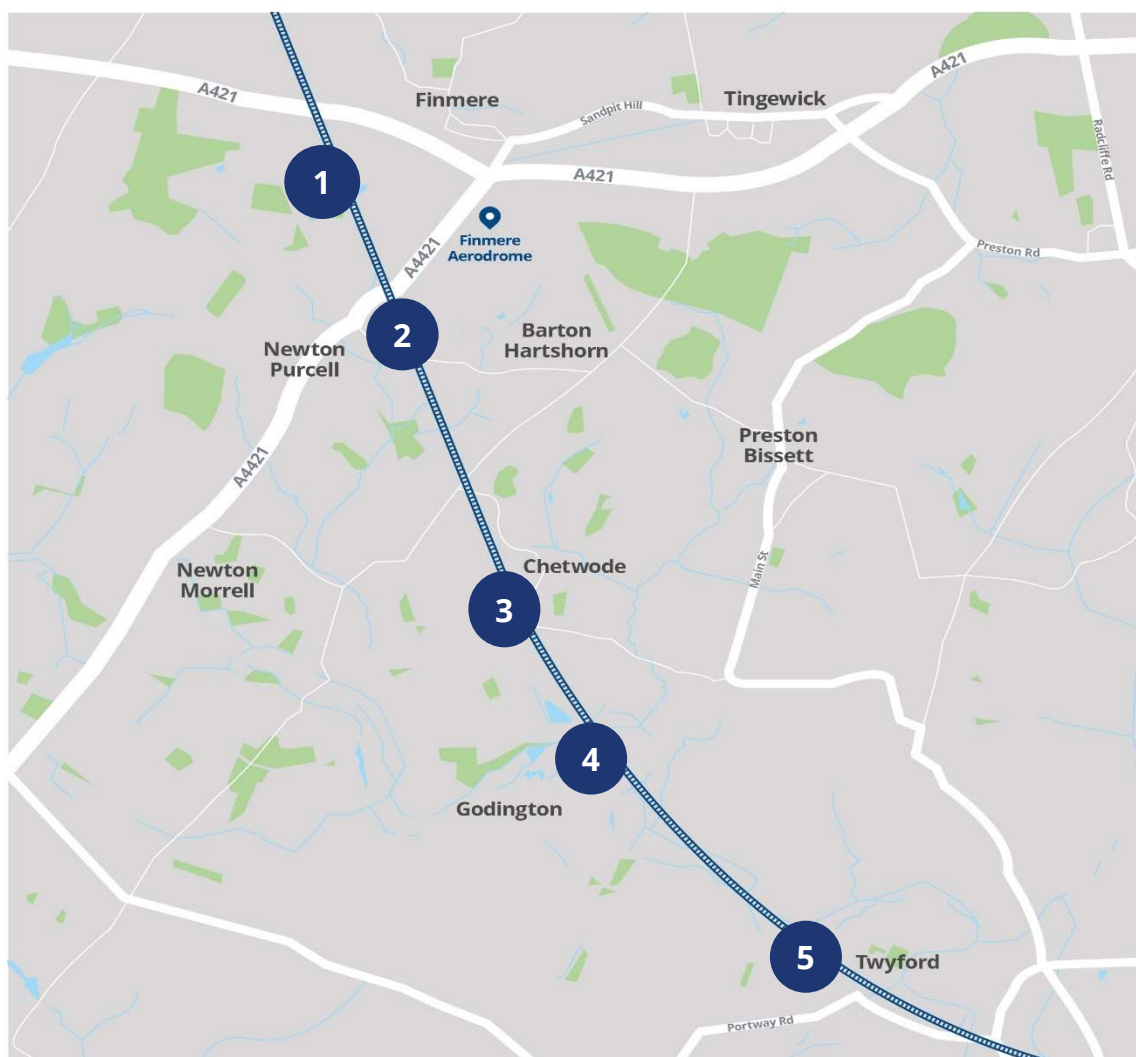 A421
Finmere
Sandpit Hill
Tingewick
A421
Radcliffe Rd
1
A421
Finmere
Aerodrome
A4421
Preston Rd
2
Newton
Purcell
Barton
Hartshorn
A4421
Preston
Bissett
Newton
Morrell
Chetwode
Main St
3
4
Godington
5
Twyford
Portway Rd